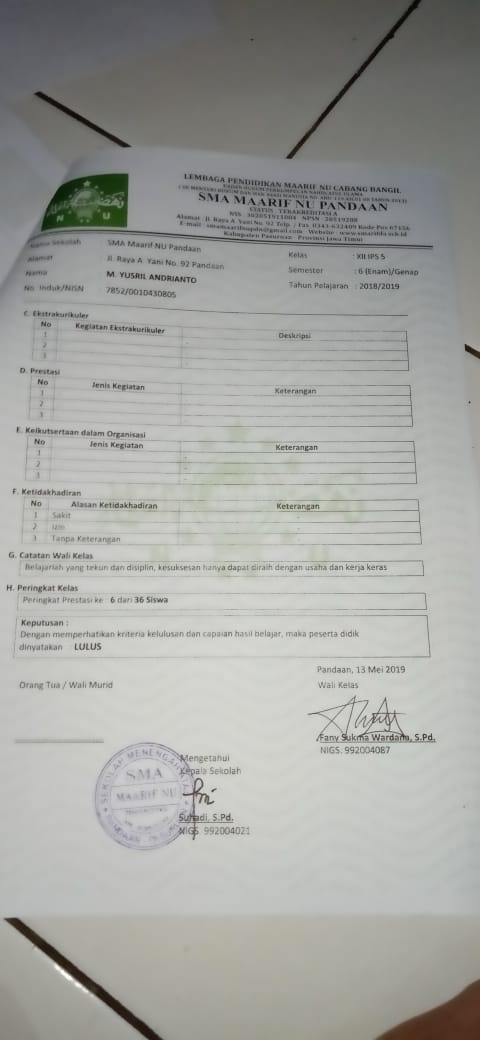 LEMBAGA PENDIDIKAN MAARIF NU CABANG BANGIL
BADAN HUKUM PERKUMPULAN NAHDLATUL ULAMA
SMA MAARIF NU PANDAAN
STATUS TERAKREDITASI A
NSS 302051911004 NPSN 20519288
Alamat : Jl. Raya A. Yani No. 92 Telp / Fax. 0343-632409 Kode Pos 67156
E-mail : Website : www.smaridda.sch.id
Kabupaten Pasuruan - Provinsi Jawa Timur
NU
Nama Sekolah SMA Maarif NU Pandaan
Alamat Jl. Raya A. Yani No. 92 Pandaan
Nama M. YUSRIL ANDRIANTO
No. Induk/NISN 7852/0010430805
Kelas : XII IPS 5
Semester : 6 (Enam)/Genap
Tahun Pelajaran : 2018/2019
C. Ekstrakurikuler
No Kegiatan Ekstrakurikuler Deskripsi
1 -
2 -
3 -
D. Prestasi
No Jenis Kegiatan Keterangan
1 -
2 -
3 -
E. Keikutsertaan dalam Organisasi
No Jenis Kegiatan Keterangan
1 -
2 -
3 -
F. Ketidakhadiran
No Alasan Ketidakhadiran Keterangan
1 Sakit -
2 Izin -
3 Tanpa Keterangan -
G. Catatan Wali Kelas
Belajarlah yang tekun dan disiplin, kesuksesan hanya dapat diraih dengan usaha dan kerja keras
H. Peringkat Kelas
Peringkat Prestasi ke 6 dari 36 Siswa
Keputusan :
Dengan memperhatikan kriteria kelulusan dan capaian hasil belajar, maka peserta didik
dinyatakan LULUS
Pandaan, 13 Mei 2019
Orang Tua / Wali Murid Wali Kelas
Fany Sukma Wardana, S.Pd.
NIGS. 992004087
Mengetahui
Kepala Sekolah
Suhadi, S.Pd.
NIGS. 992004021
SEKOLAH MENENGAH
SMA
MAARIF NU